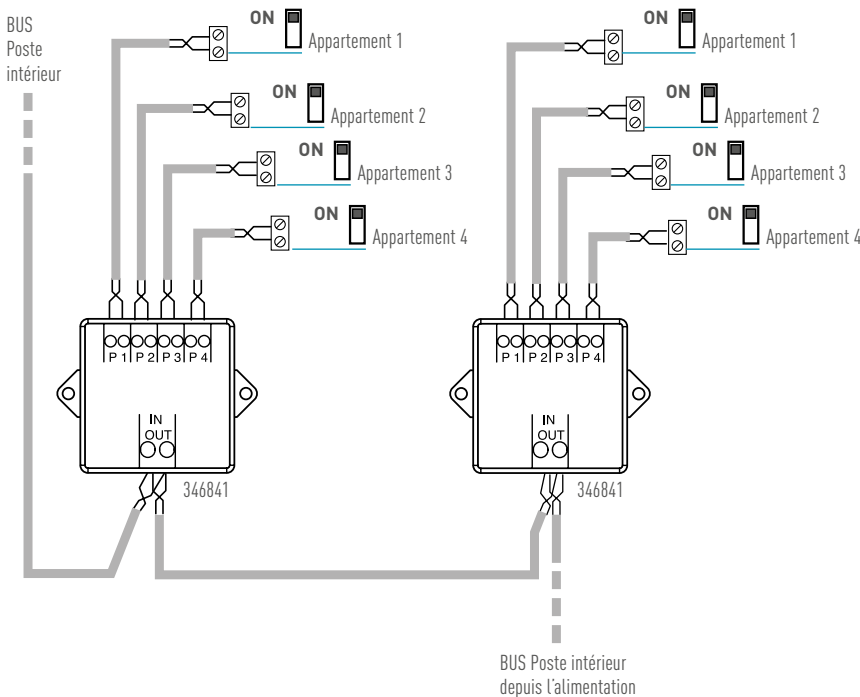 BUS
Poste
intérieur
ON
Appartement 1
ON
Appartement 2
ON
Appartement 3
ON
Appartement 4
P 1 P 2 P 3 P 4
IN
OUT
346841
ON
Appartement 1
ON
Appartement 2
ON
Appartement 3
ON
Appartement 4
P 1 P 2 P 3 P 4
IN
OUT
346841
BUS Poste intérieur
depuis l'alimentation